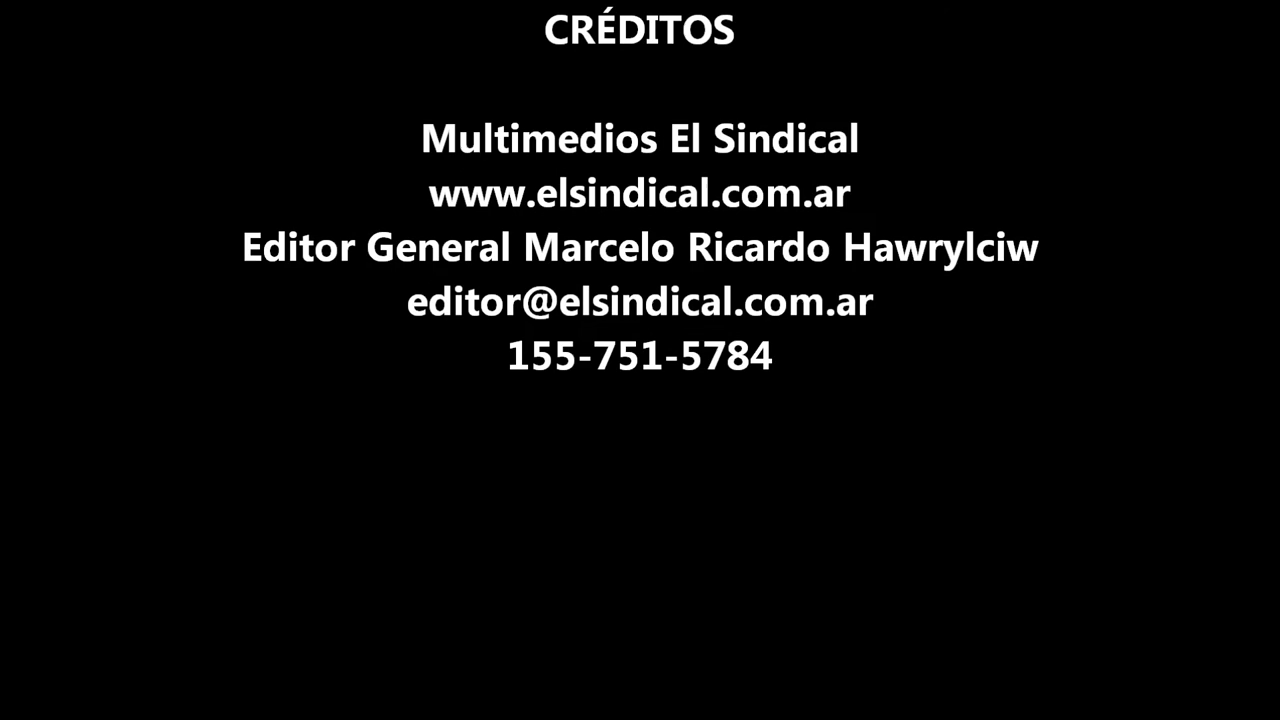 CRÉDITOS
Multimedios El Sindical
www.elsindical.com.ar
Editor General Marcelo Ricardo Hawrylciw
editor@elsindical.com.ar
155-751-5784